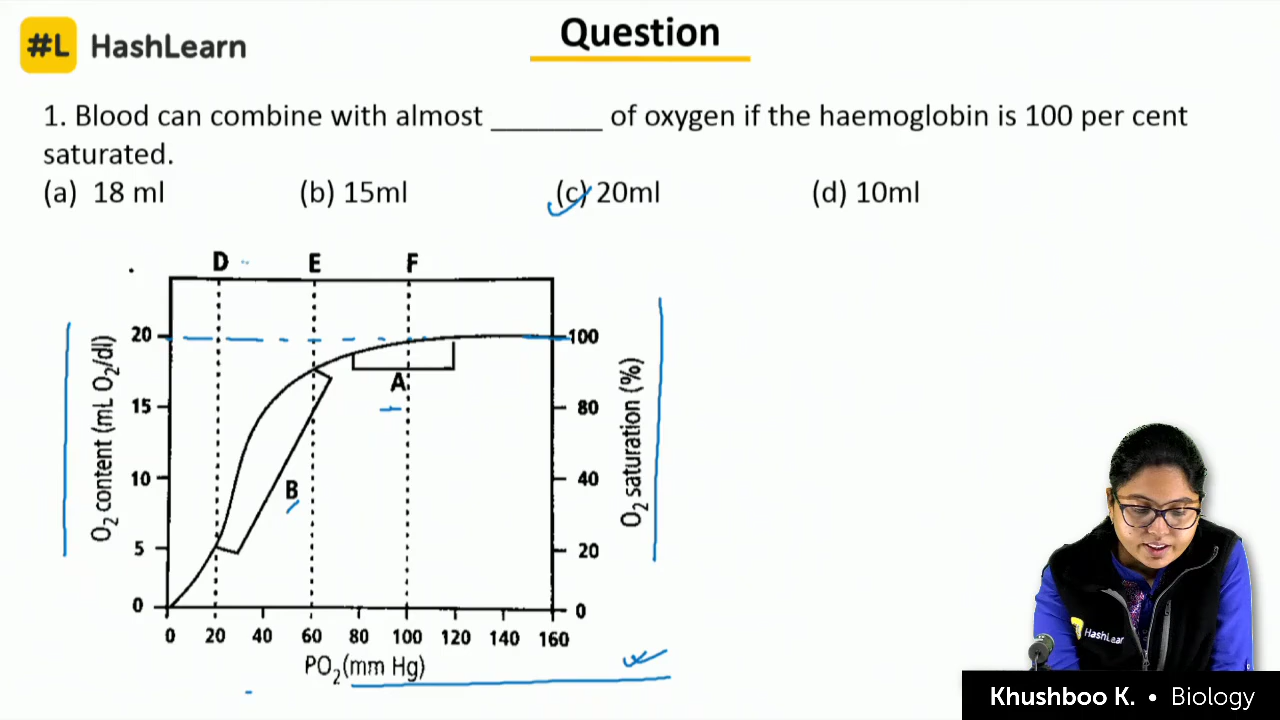 #L HashLearn
Question
1. Blood can combine with almost _______ of oxygen if the haemoglobin is 100 per cent
saturated.
(a) 18 ml (b) 15ml (c) 20ml (d) 10ml
D E F
20
15
10
5
0
O₂ content (mL O₂/dl)
A
B
100
80
40
20
0
O₂ saturation (%)
0 20 40 60 80 100 120 140 160
PO₂ (mm Hg)
HashLear
Khushboo K. • Biology